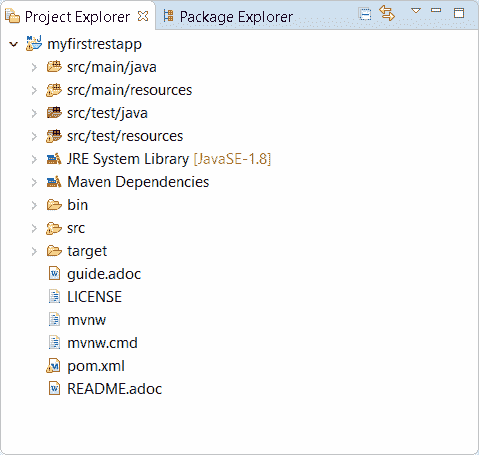 Project Explorer Package Explorer
myfirstrestapp
src/main/java
src/main/resources
src/test/java
src/test/resources
JRE System Library [JavaSE-1.8]
Maven Dependencies
bin
src
target
guide.adoc
LICENSE
mvnw
mvnw.cmd
pom.xml
README.adoc